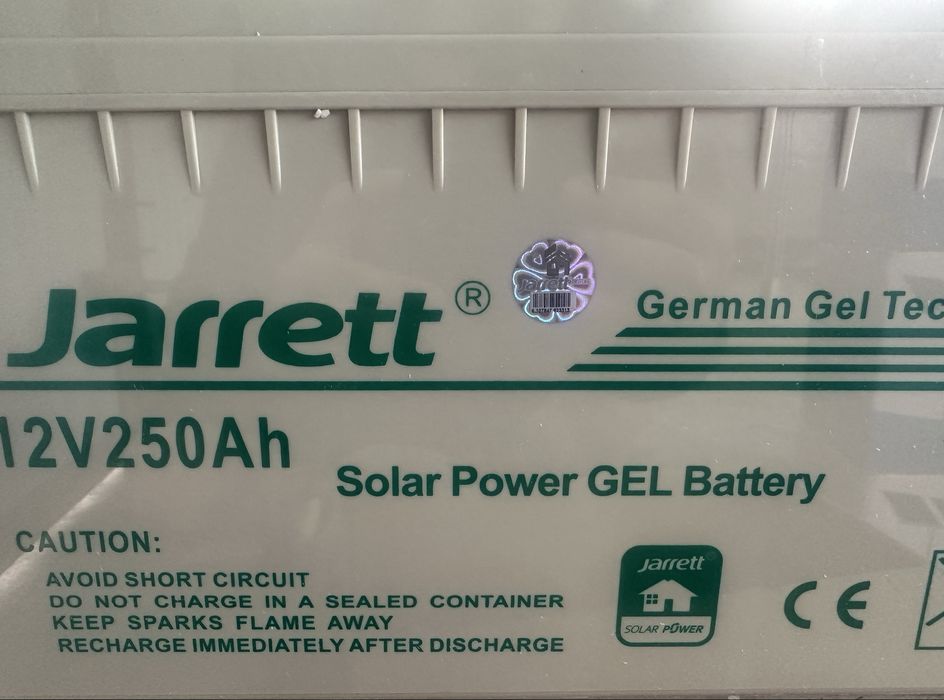 Jarrett®
German Gel Tec
12V250Ah
Solar Power GEL Battery
CAUTION:
AVOID SHORT CIRCUIT
DO NOT CHARGE IN A SEALED CONTAINER
KEEP SPARKS FLAME AWAY
RECHARGE IMMEDIATELY AFTER DISCHARGE
Jarrett
SOLAR POWER
CE